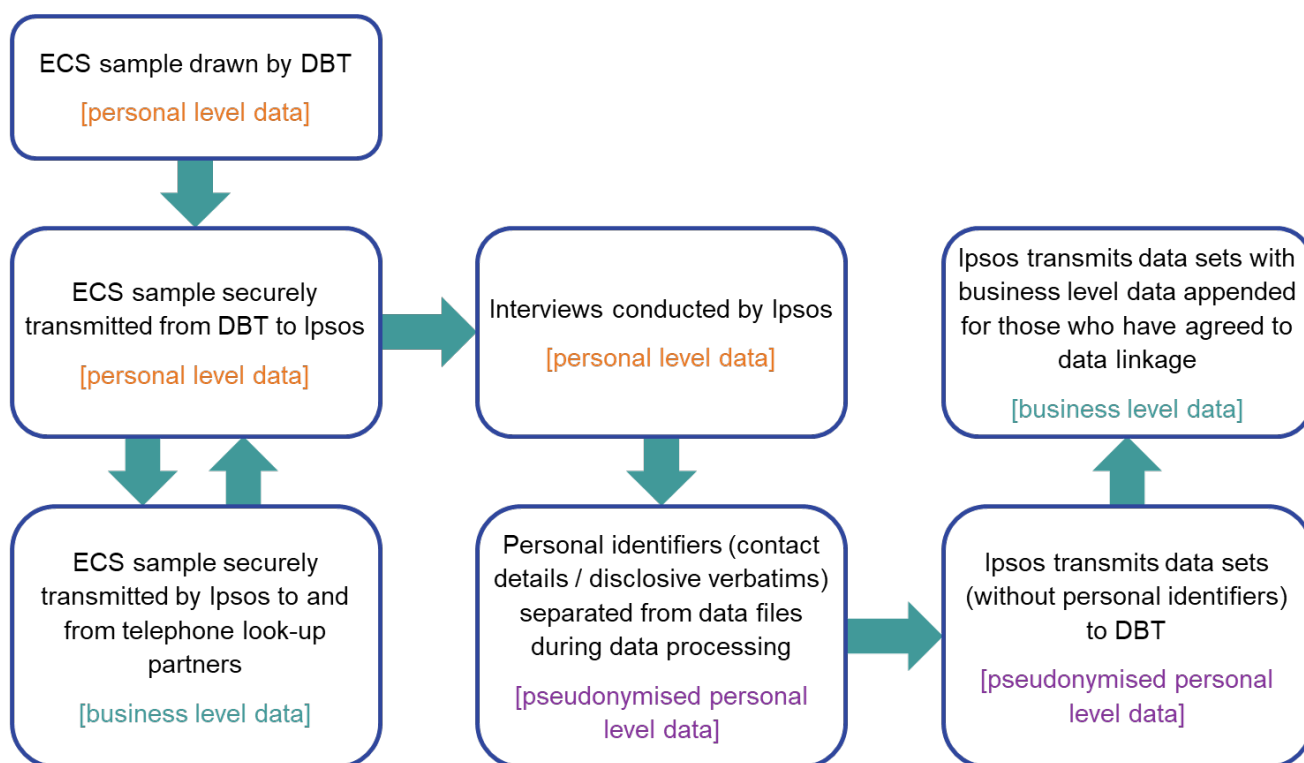 ECS sample drawn by DBT
[personal level data]
ECS sample securely
transmitted from DBT to Ipsos
[personal level data]
ECS sample securely
transmitted by Ipsos to and
from telephone look-up
partners
[business level data]
Interviews conducted by Ipsos
[personal level data]
Personal identifiers (contact
details / disclosive verbatims)
separated from data files
during data processing
[pseudonymised personal
level data]
Ipsos transmits data sets
(without personal identifiers)
to DBT
[pseudonymised personal
level data]
Ipsos transmits data sets with
business level data appended
for those who have agreed to
data linkage
[business level data]